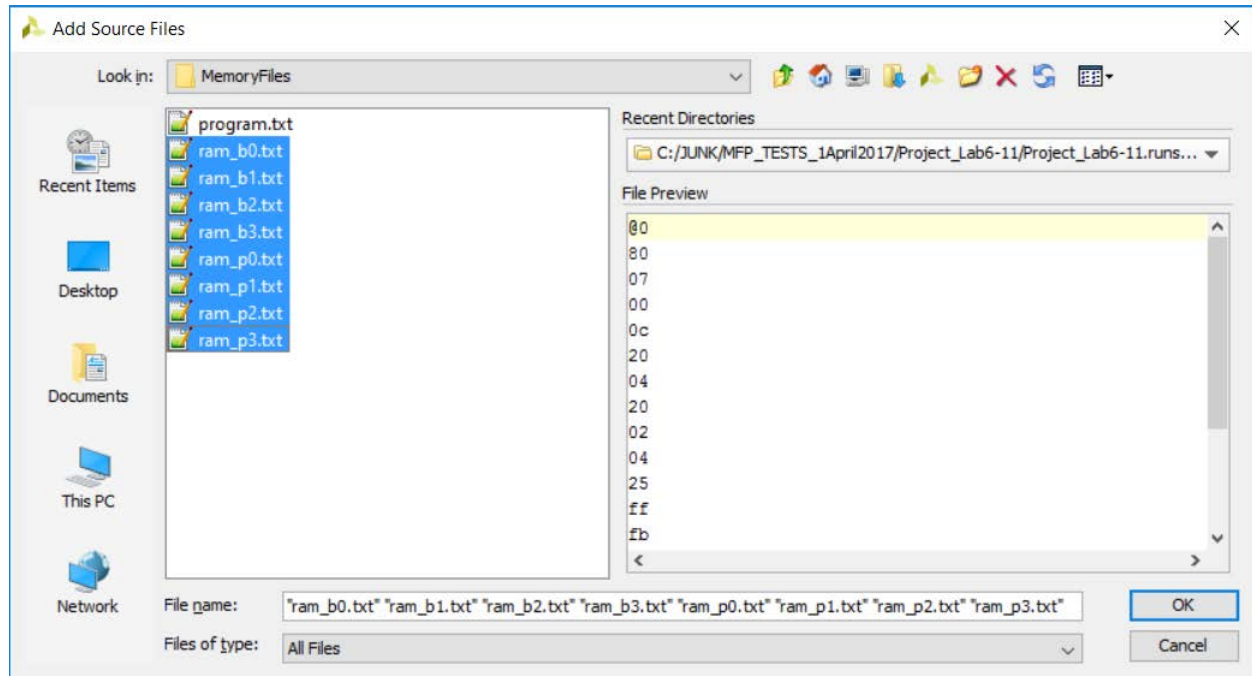 Add Source Files
Look in: MemoryFiles
Recent Items
Desktop
Documents
This PC
Network
program.txt
ram_b0.txt
ram_b1.txt
ram_b2.txt
ram_b3.txt
ram_p0.txt
ram_p1.txt
ram_p2.txt
ram_p3.txt
Recent Directories
C:/JUNK/MFP_TESTS_1April2017/Project_Lab6-11/Project_Lab6-11.runs...
File Preview
@0
80
07
00
0c
20
04
20
02
04
25
ff
fb
File name: "ram_b0.txt" "ram_b1.txt" "ram_b2.txt" "ram_b3.txt" "ram_p0.txt" "ram_p1.txt" "ram_p2.txt" "ram_p3.txt"
OK
Files of type: All Files
Cancel